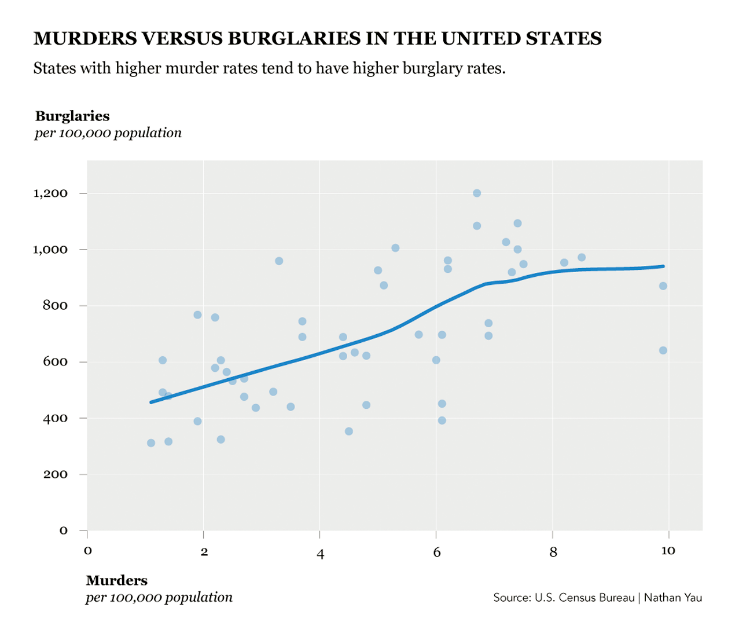 MURDERS VERSUS BURGLARIES IN THE UNITED STATES
States with higher murder rates tend to have higher burglary rates.
Burglaries
per 100,000 population
1,200
1,000
800
600
400
200
0
0 2 4 6 8 10
Murders
per 100,000 population
Source: U.S. Census Bureau | Nathan Yau